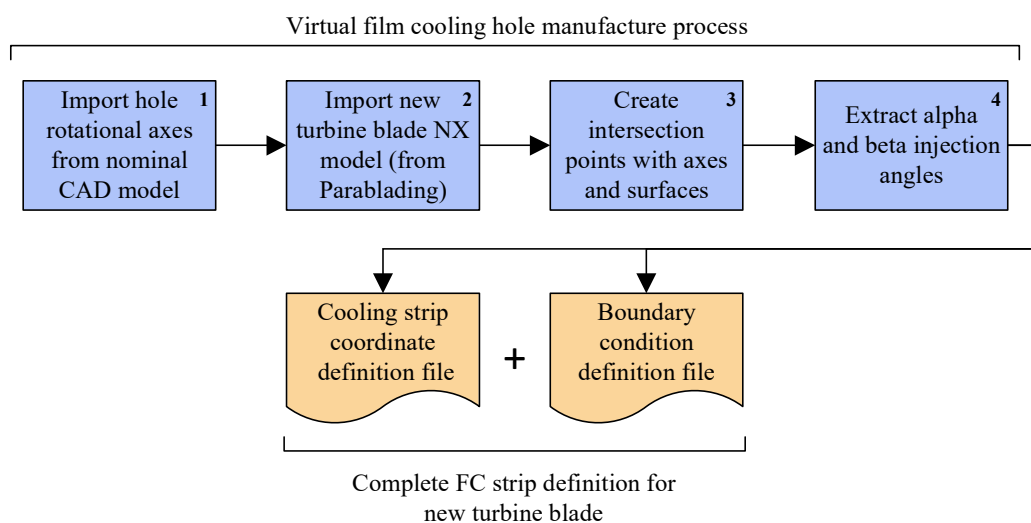 Virtual film cooling hole manufacture process
Import hole
rotational axes
from nominal
CAD model
1
Import new
turbine blade NX
model (from
Parablading)
2
Create
intersection
points with axes
and surfaces
3
Extract alpha
and beta injection
angles
4
Cooling strip
coordinate
definition file
+
Boundary
condition
definition file
Complete FC strip definition for
new turbine blade